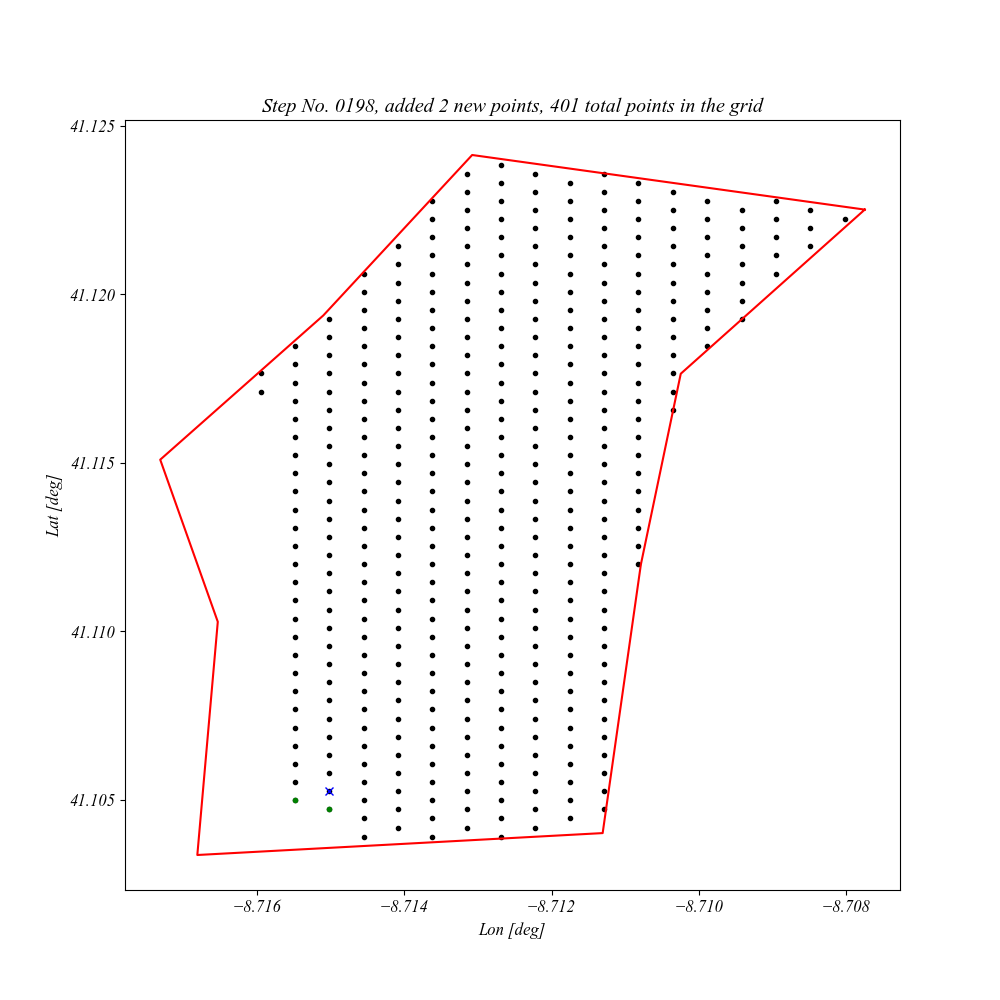 Step No. 0198, added 2 new points, 401 total points in the grid
41.125
41.120
41.115
41.110
41.105
Lat [deg]
−8.716 −8.714 −8.712 −8.710 −8.708
Lon [deg]